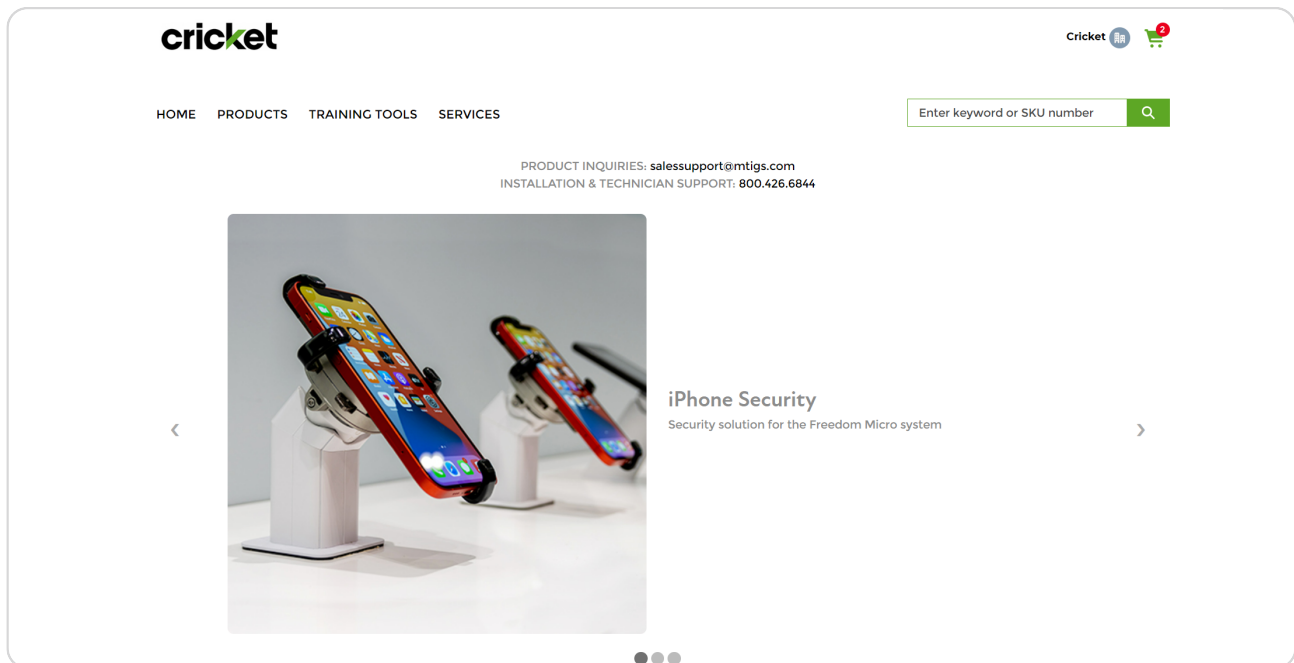 cricket
Cricket
2
HOME PRODUCTS TRAINING TOOLS SERVICES
Enter keyword or SKU number
PRODUCT INQUIRIES: salessupport@mtigs.com
INSTALLATION & TECHNICIAN SUPPORT: 800.426.6844
iPhone Security
Security solution for the Freedom Micro system